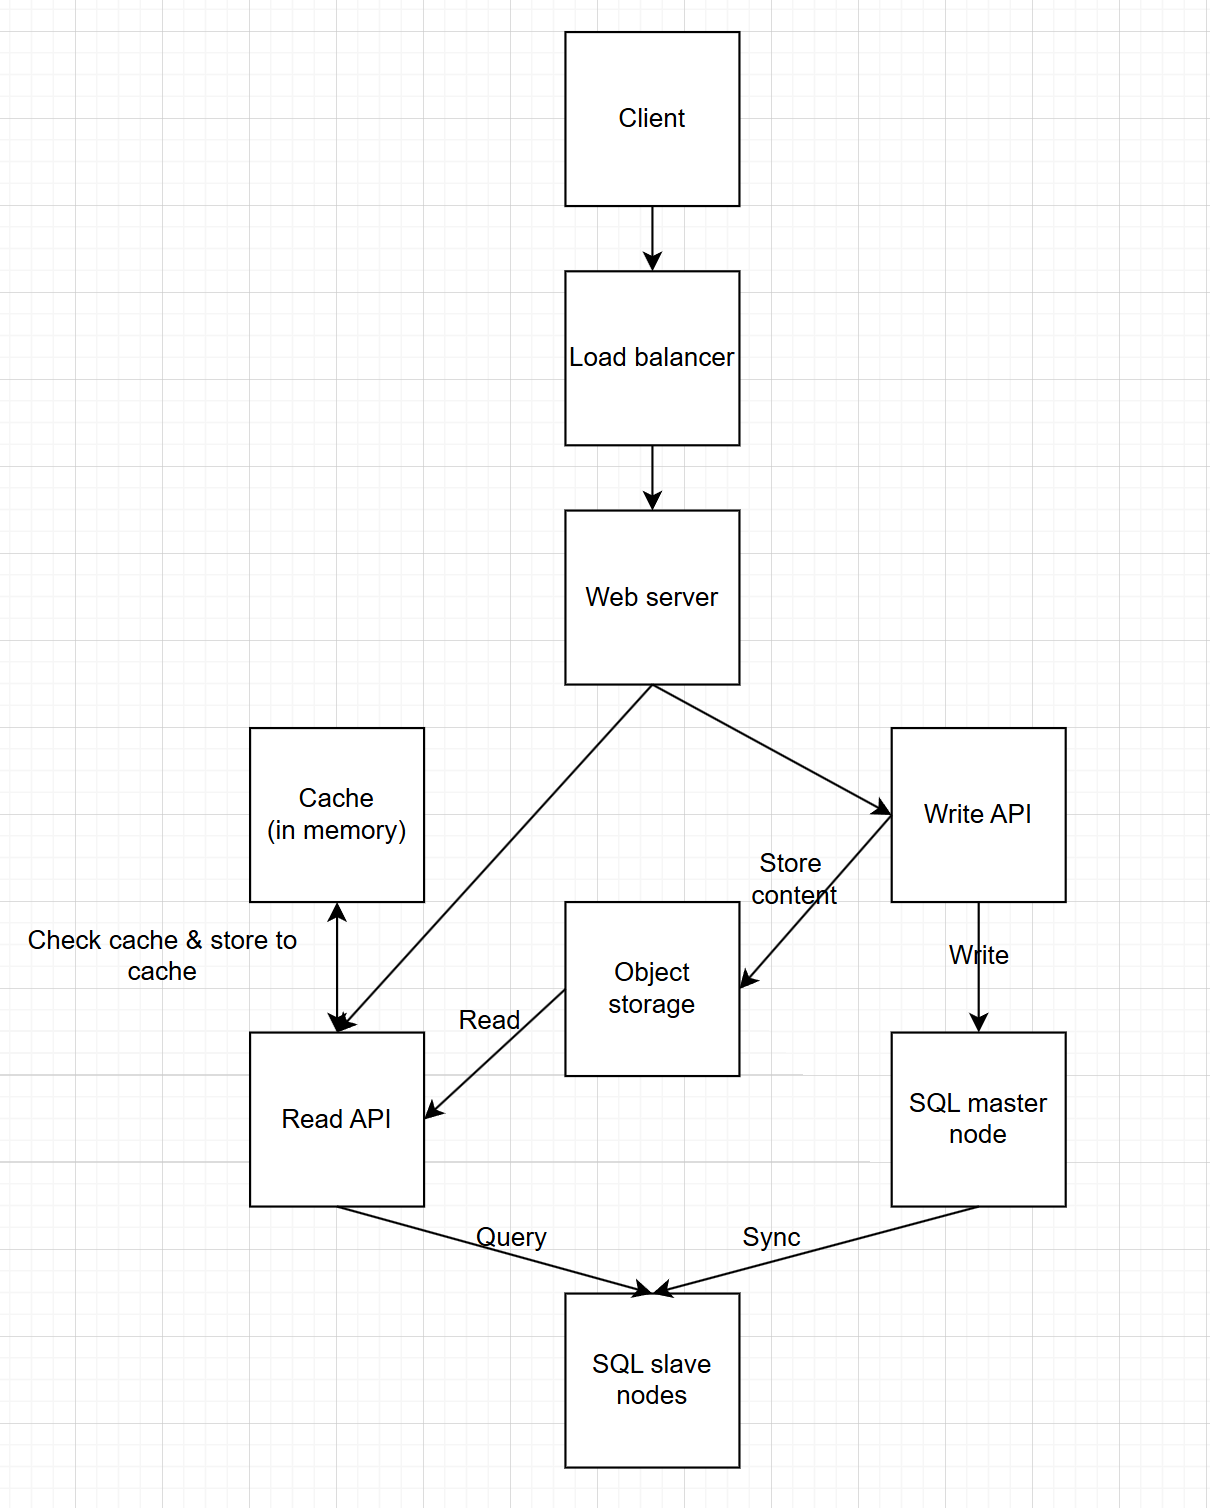 Client
Load balancer
Web server
Cache
(in memory)
Write API
Store
content
Check cache & store to
cache
Object
storage
Write
Read
Read API
SQL master
node
Query
Sync
SQL slave
nodes